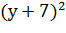 (y + 7)²